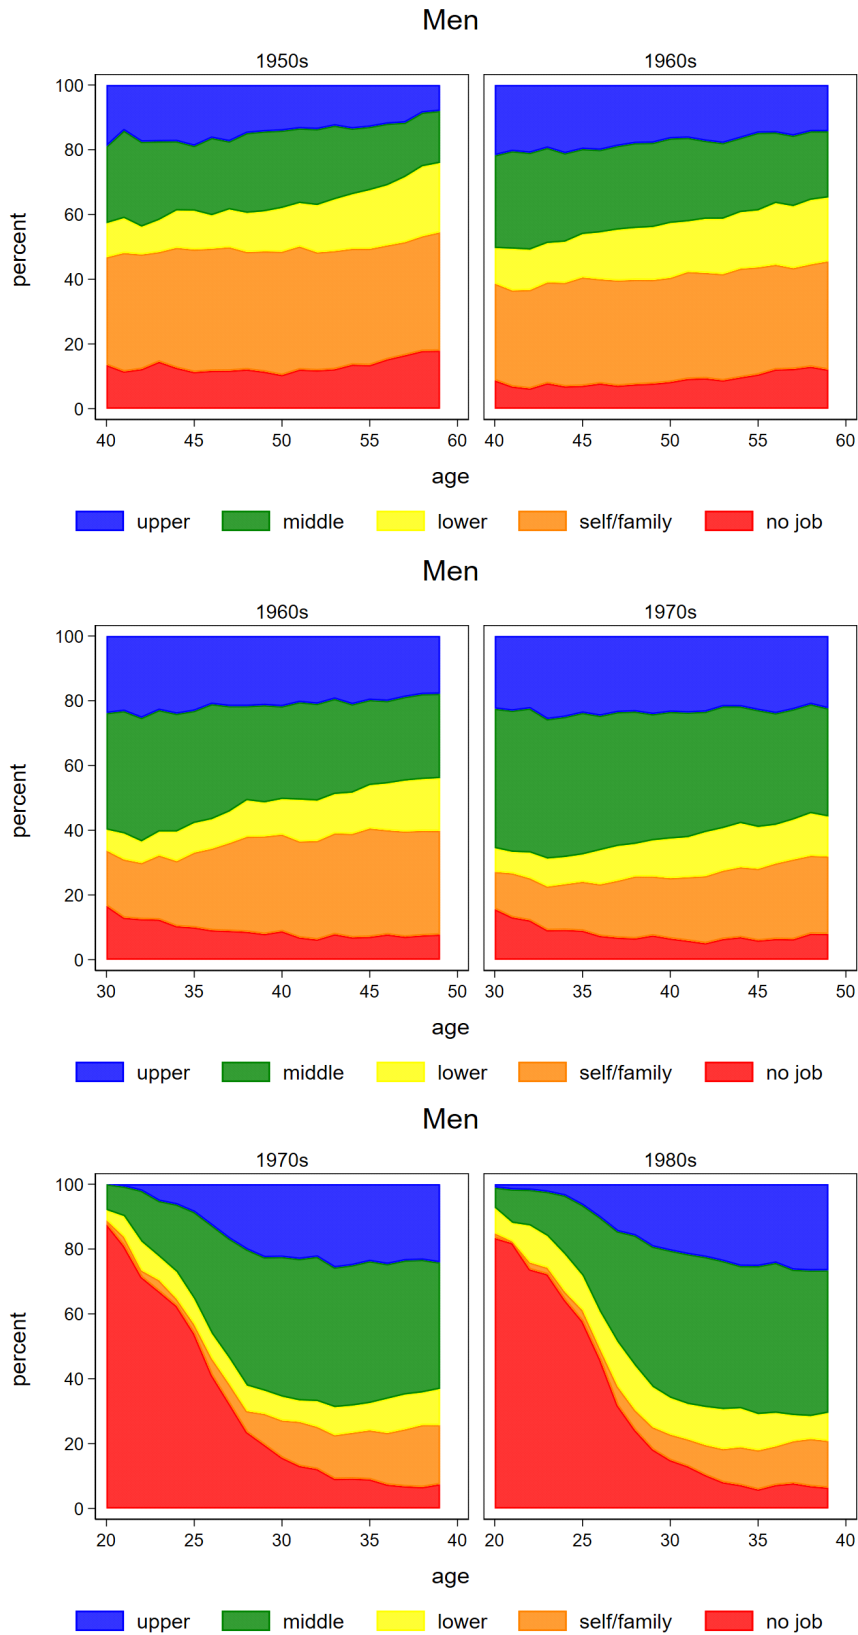 Men
1950s 1960s
percent
100
80
60
40
20
0
40 45 50 55 60 40 45 50 55 60
age
upper middle lower self/family no job
Men
1960s 1970s
percent
100
80
60
40
20
0
30 35 40 45 50 30 35 40 45 50
age
upper middle lower self/family no job
Men
1970s 1980s
percent
100
80
60
40
20
0
20 25 30 35 40 20 25 30 35 40
age
upper middle lower self/family no job